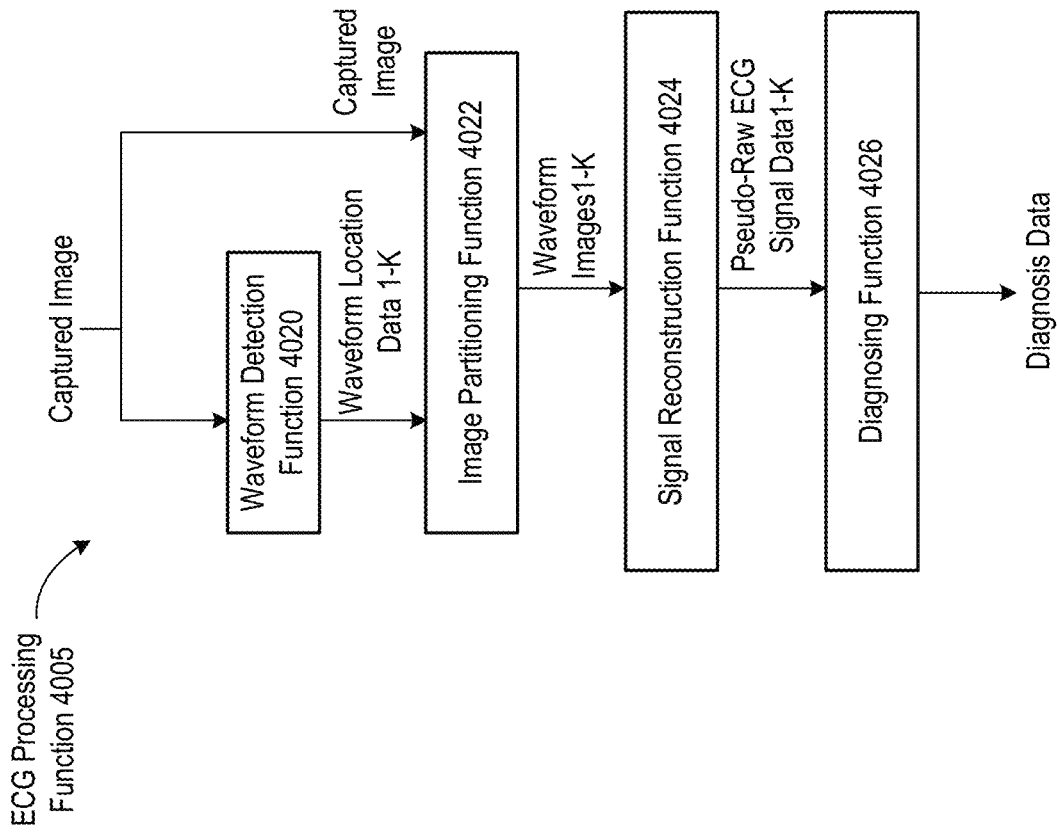 ECG Processing
Function 4005
Captured Image
Waveform Detection
Function 4020
Waveform Location
Data 1-K
Captured
Image
Image Partitioning Function 4022
Waveform
Images1-K
Signal Reconstruction Function 4024
Pseudo-Raw ECG
Signal Data1-K
Diagnosing Function 4026
Diagnosis Data